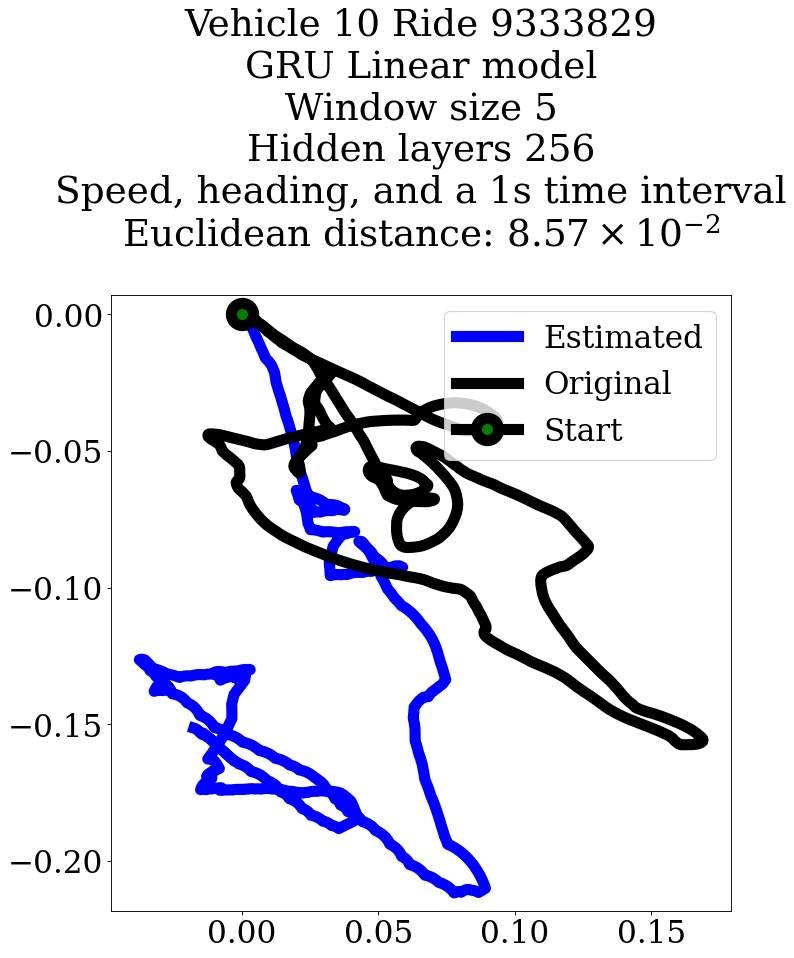 Vehicle 10 Ride 9333829
GRU Linear model
Window size 5
Hidden layers 256
Speed, heading, and a 1s time interval
Euclidean distance: 8.57 × 10⁻²
Estimated
Original
Start
0.00
−0.05
−0.10
−0.15
−0.20
0.00 0.05 0.10 0.15